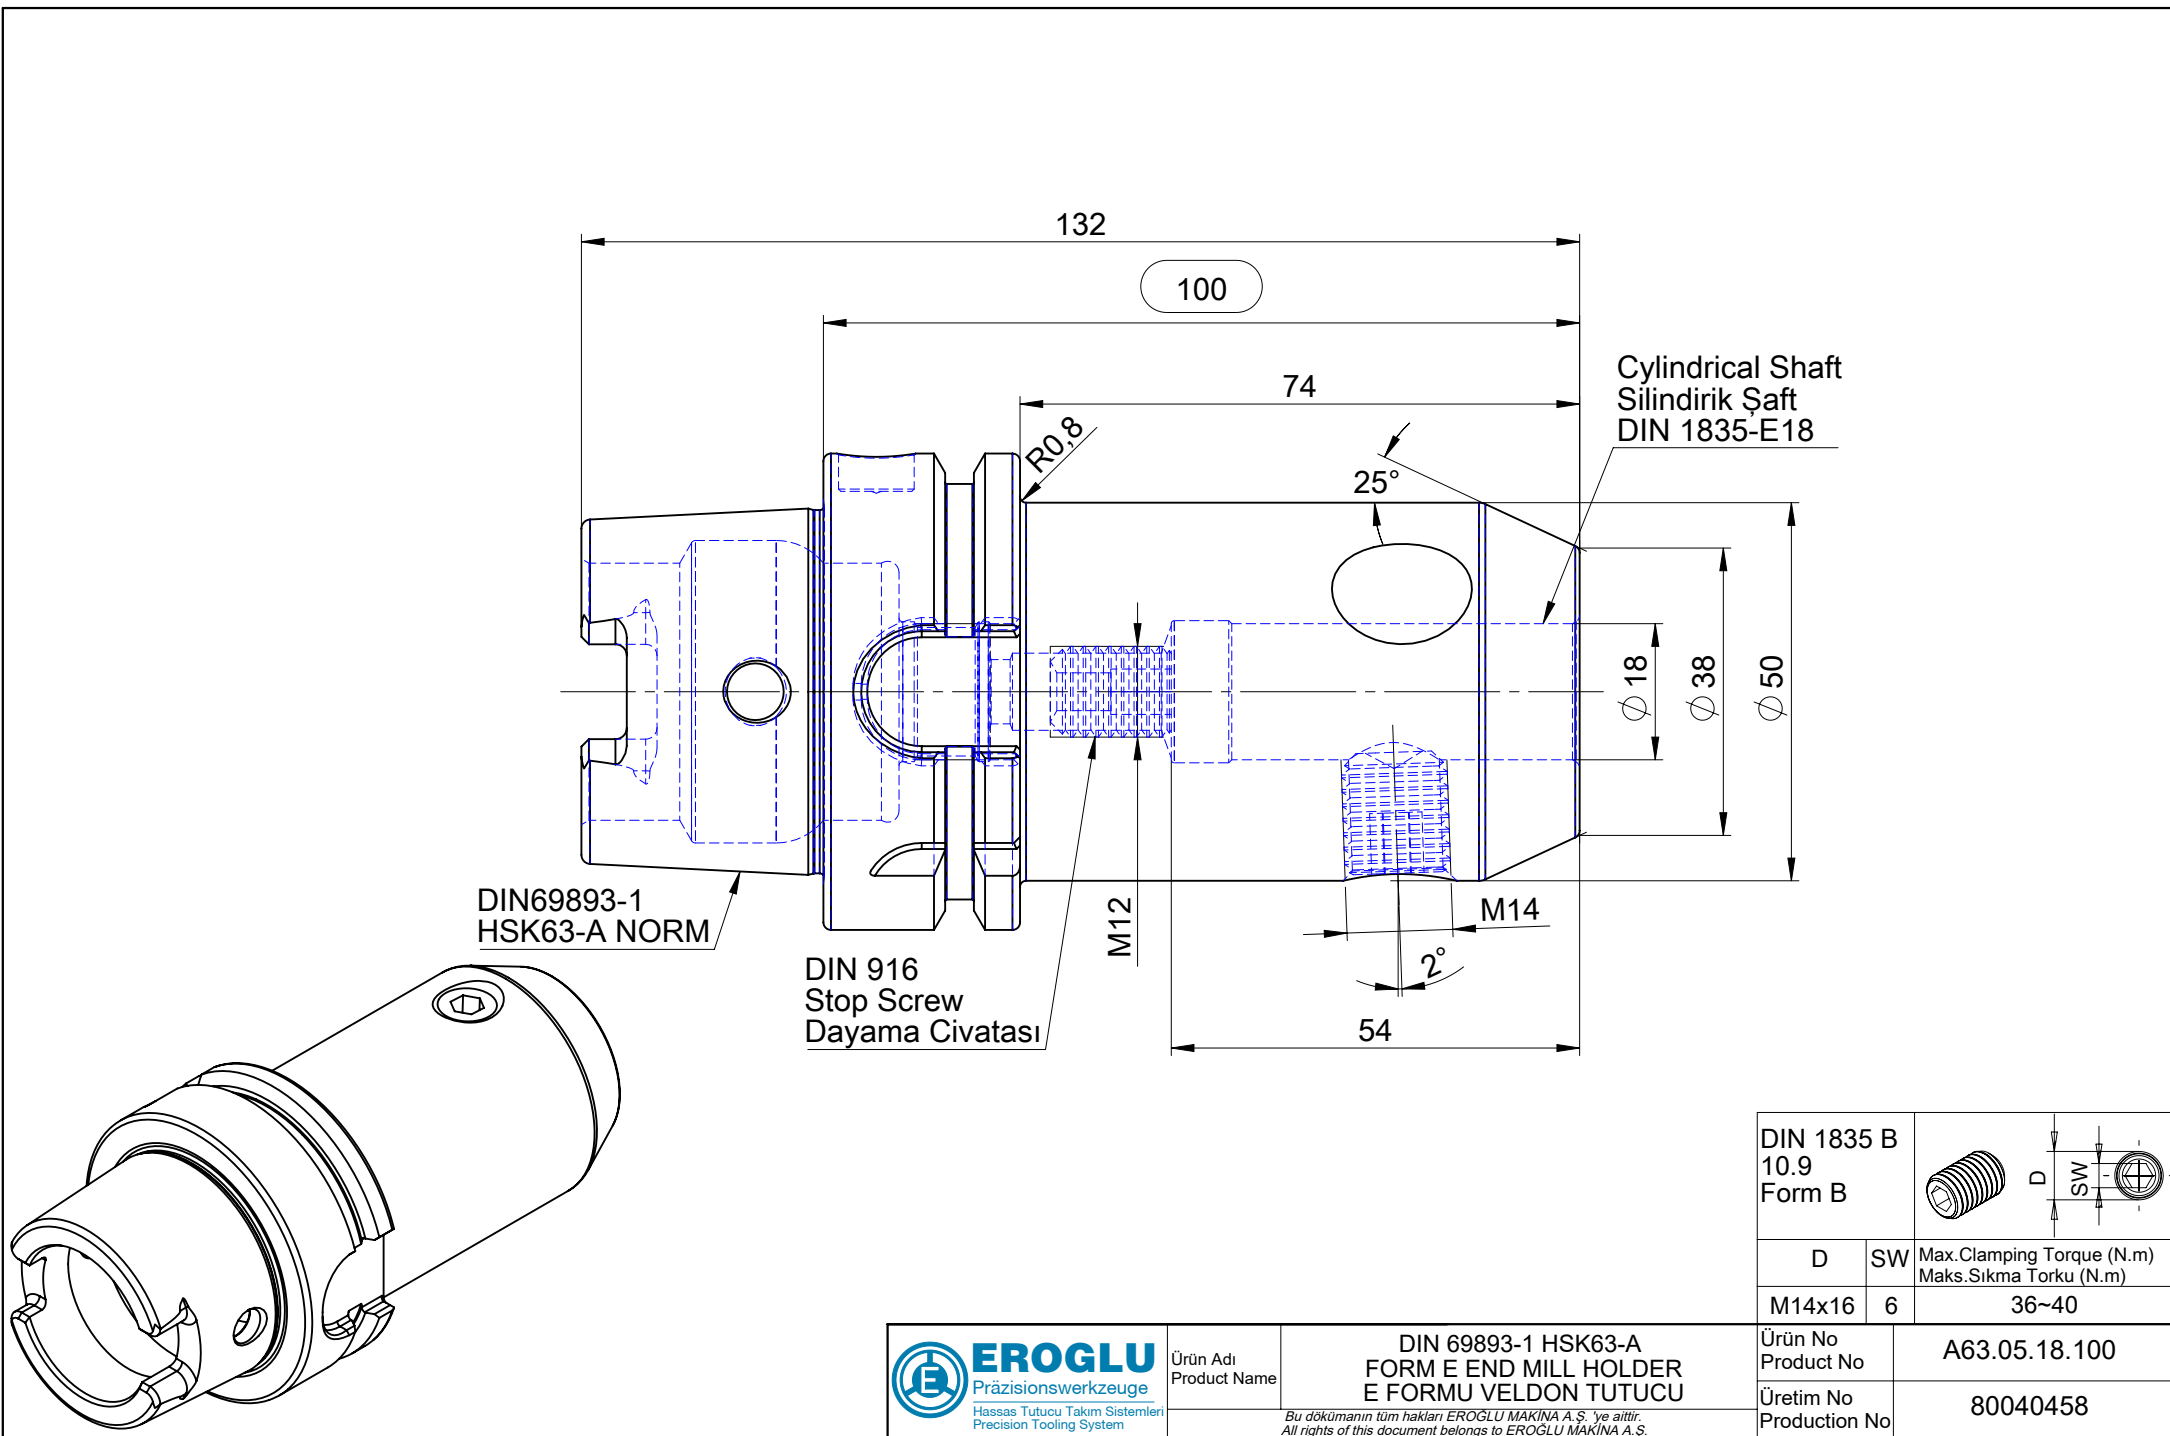 132
100
74
R0,8
25°
Cylindrical Shaft
Silindirik Şaft
DIN 1835-E18
Ø18
Ø38
Ø50
DIN69893-1
HSK63-A NORM
M12
M14
2°
DIN 916
Stop Screw
Dayama Civatası
54
DIN 1835 B
10.9
Form B
D
SW
D
SW
Max.Clamping Torque (N.m)
Maks.Sıkma Torku (N.m)
M14x16
6
36~40
E
EROGLU
Präzisionswerkzeuge
Hassas Tutucu Takım Sistemleri
Precision Tooling System
Ürün Adı
Product Name
DIN 69893-1 HSK63-A
FORM E END MILL HOLDER
E FORMU VELDON TUTUCU
Bu dökümanın tüm hakları EROĞLU MAKİNA A.Ş. 'ye aittir.
All rights of this document belongs to EROĞLU MAKİNA A.Ş.
Ürün No
Product No
A63.05.18.100
Üretim No
Production No
80040458